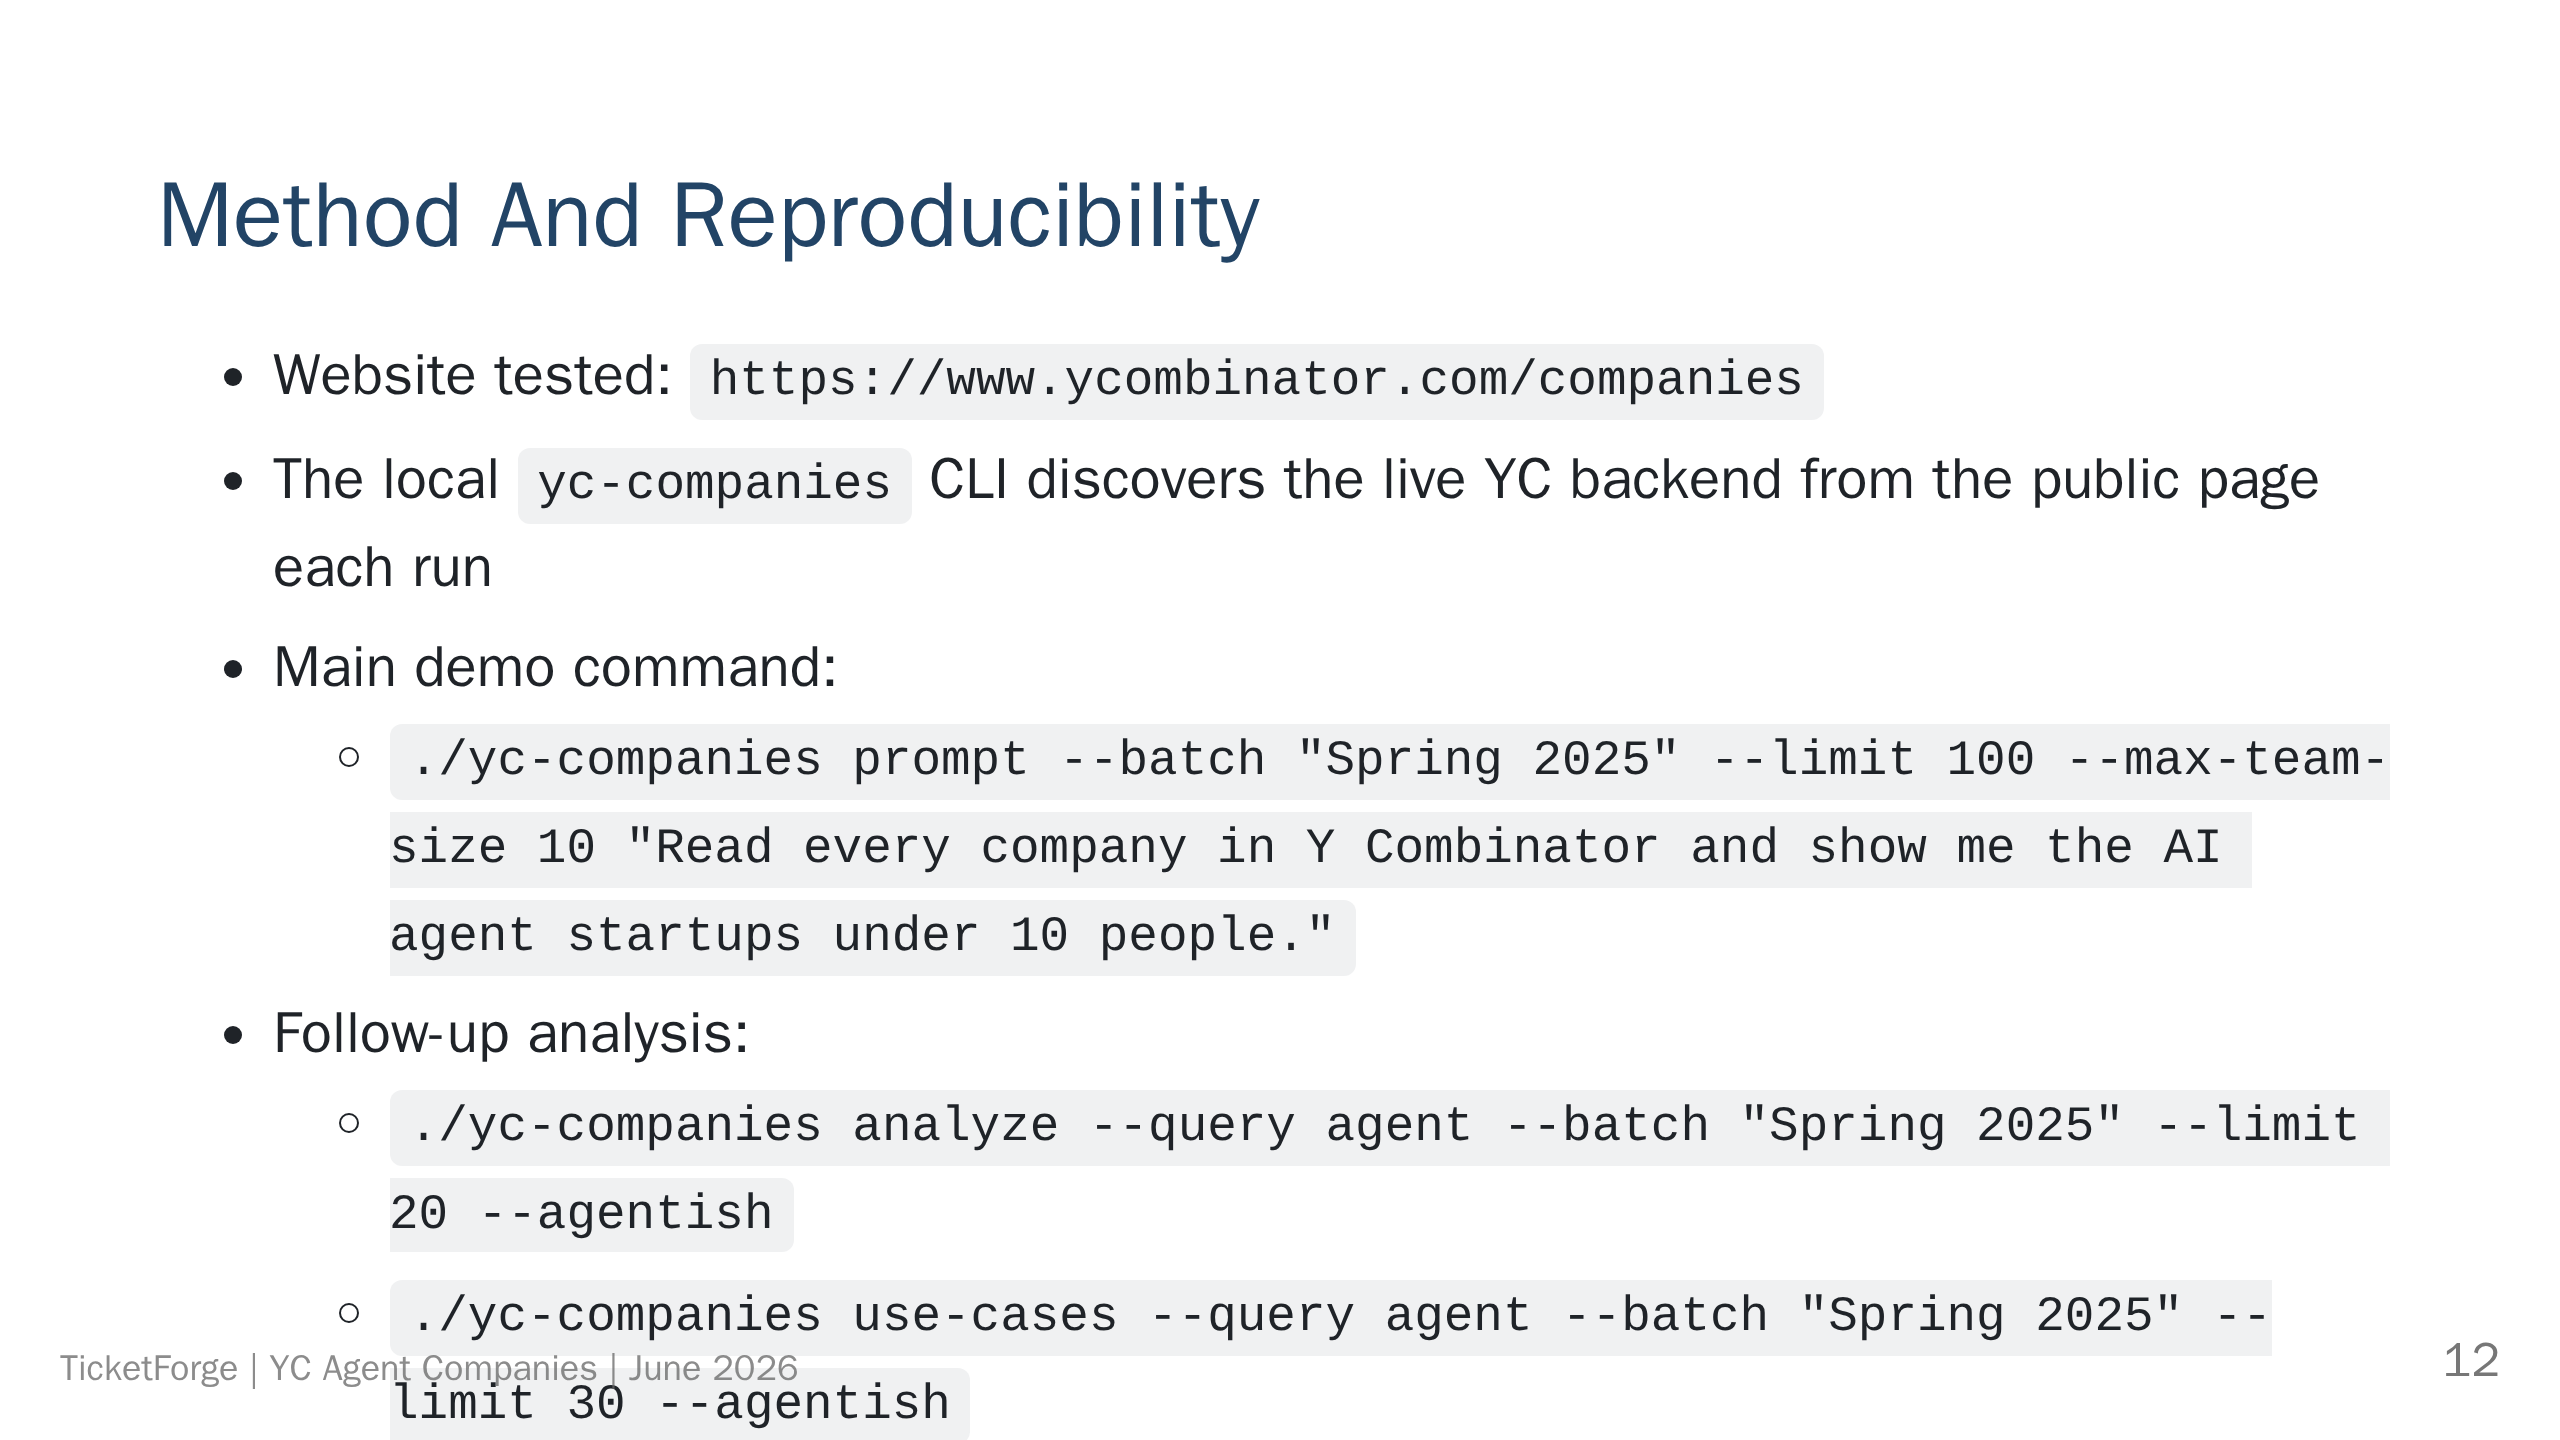 Method And Reproducibility
• Website tested: https://www.ycombinator.com/companies
• The local yc-companies CLI discovers the live YC backend from the public page
each run
• Main demo command:
○ ./yc-companies prompt --batch "Spring 2025" --limit 100 --max-team-
size 10 "Read every company in Y Combinator and show me the AI
agent startups under 10 people."
• Follow-up analysis:
○ ./yc-companies analyze --query agent --batch "Spring 2025" --limit
20 --agentish
○ ./yc-companies use-cases --query agent --batch "Spring 2025" --
limit 30 --agentish
TicketForge | YC Agent Companies | June 2026
12